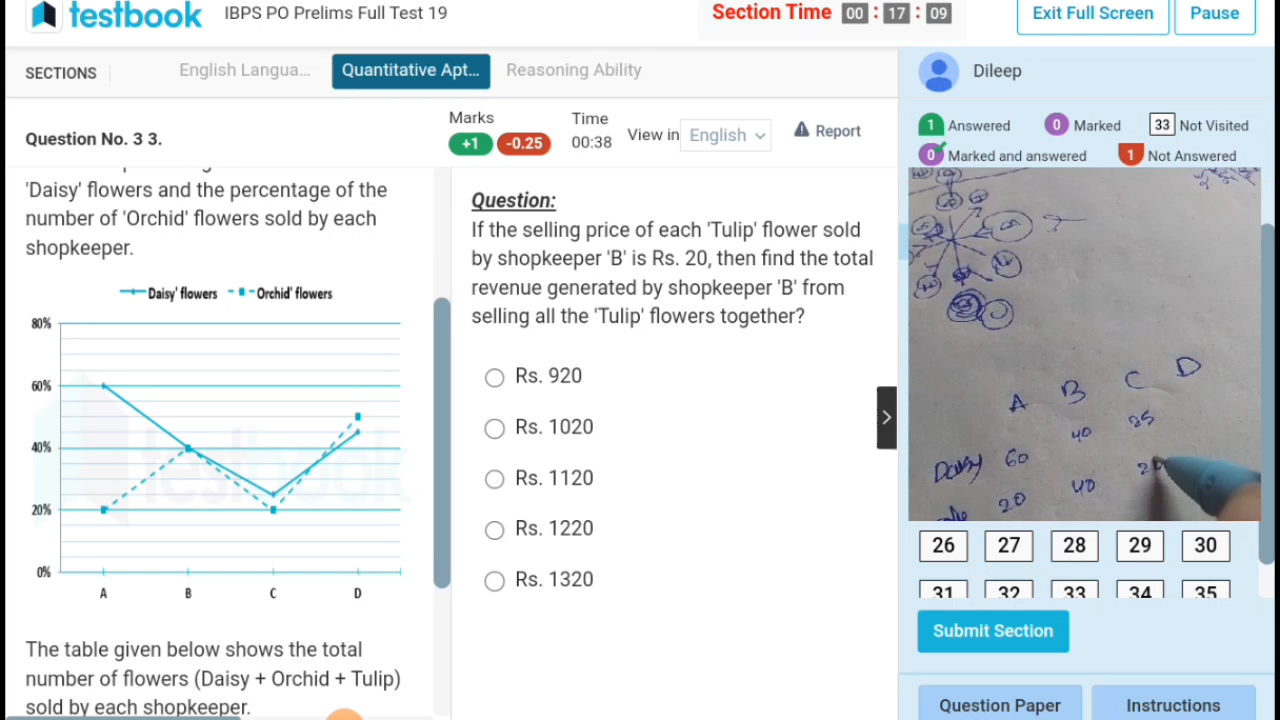 testbook
IBPS PO Prelims Full Test 19
Section Time 00 : 17 : 09
Exit Full Screen
Pause
SECTIONS
English Langua...
Quantitative Apt...
Reasoning Ability
Dileep
Question No. 3 3.
Marks
+1 -0.25
Time
00:38
View in English
Report
1 Answered
0 Marked
33 Not Visited
0 Marked and answered
1 Not Answered
'Daisy' flowers and the percentage of the
number of 'Orchid' flowers sold by each
shopkeeper.
Daisy' flowers
Orchid' flowers
80%
60%
40%
20%
0%
A B C D
The table given below shows the total
number of flowers (Daisy + Orchid + Tulip)
sold by each shopkeeper.
Question:
If the selling price of each 'Tulip' flower sold
by shopkeeper 'B' is Rs. 20, then find the total
revenue generated by shopkeeper 'B' from
selling all the 'Tulip' flowers together?
Rs. 920
Rs. 1020
Rs. 1120
Rs. 1220
Rs. 1320
A B C D
Daisy 60 40 25
20 40
26 27 28 29 30
31 32 33 34 35
Submit Section
Question Paper
Instructions